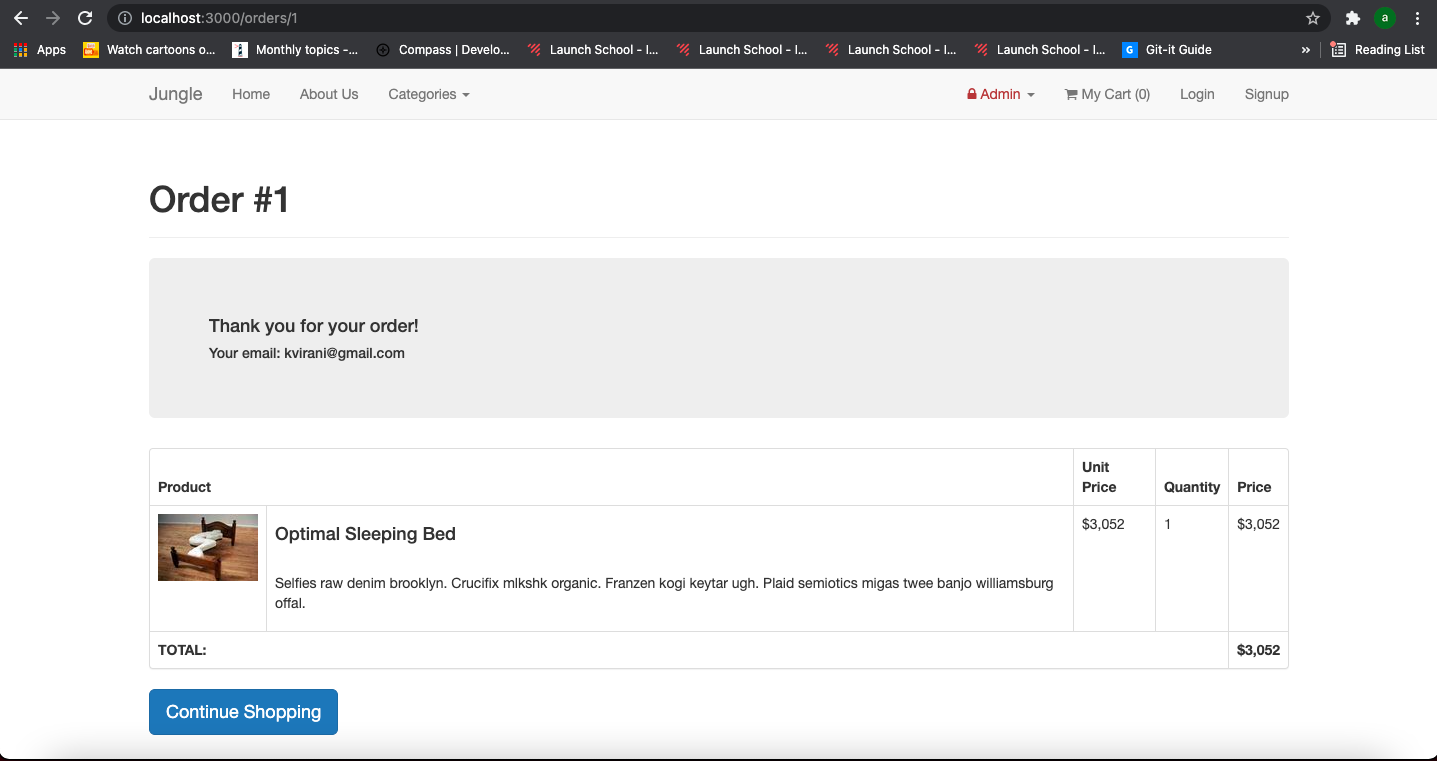 localhost:3000/orders/1
a
Apps
Watch cartoons o...
Monthly topics -...
Compass | Develo...
Launch School - I...
Launch School - I...
Launch School - I...
Launch School - I...
G
Git-it Guide
»
Reading List
Jungle
Home
About Us
Categories
Admin
My Cart (0)
Login
Signup
Order #1
Thank you for your order!
Your email: kvirani@gmail.com
Product
Unit
Price
Quantity
Price
Optimal Sleeping Bed
$3,052
1
$3,052
Selfies raw denim brooklyn. Crucifix mlkshk organic. Franzen kogi keytar ugh. Plaid semiotics migas twee banjo williamsburg
offal.
TOTAL:
$3,052
Continue Shopping